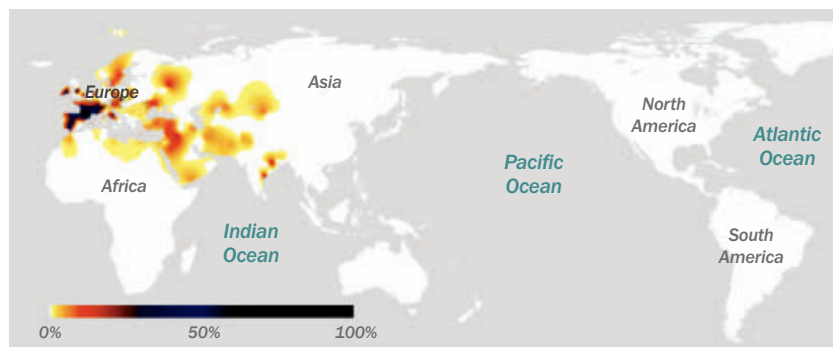 Europe
Asia
North
America
Atlantic
Ocean
Pacific
Ocean
Africa
Indian
Ocean
South
America
0%
50%
100%